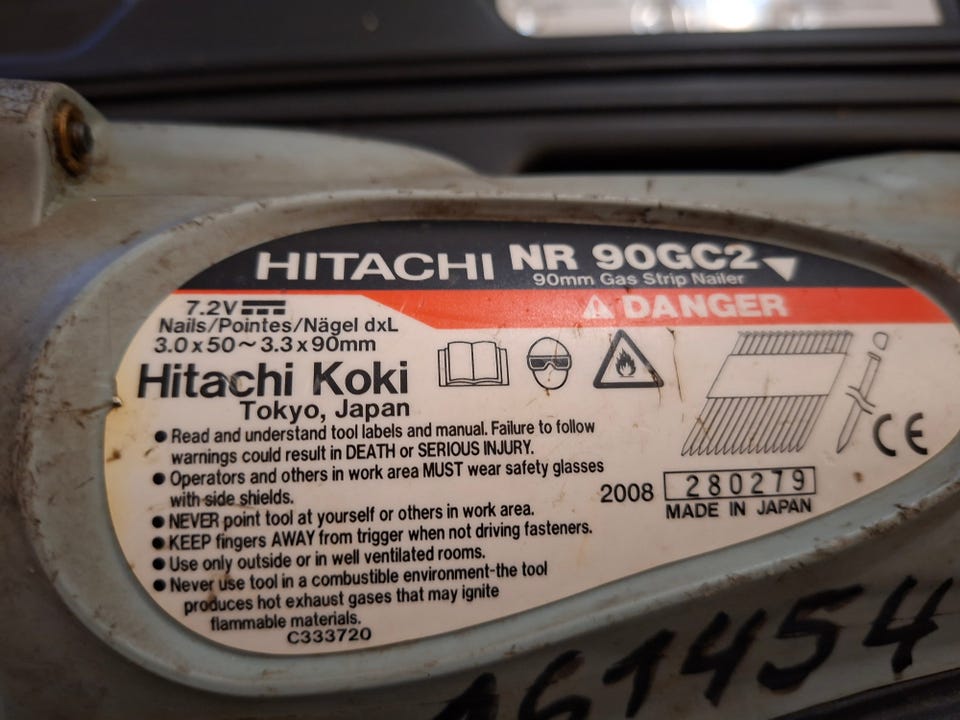 HITACHI NR 90GC2
90mm Gas Strip Nailer
DANGER
7.2V
Nails/Pointes/Nägel dxL
3.0 x 50 ~ 3.3 x 90mm
Hitachi Koki
Tokyo, Japan
● Read and understand tool labels and manual. Failure to follow
warnings could result in DEATH or SERIOUS INJURY.
● Operators and others in work area MUST wear safety glasses
with side shields.
● NEVER point tool at yourself or others in work area.
● KEEP fingers AWAY from trigger when not driving fasteners.
● Use only outside or in well ventilated rooms.
● Never use tool in a combustible environment-the tool
produces hot exhaust gases that may ignite
flammable materials.
C333720
CE
2008 280279
MADE IN JAPAN
161454